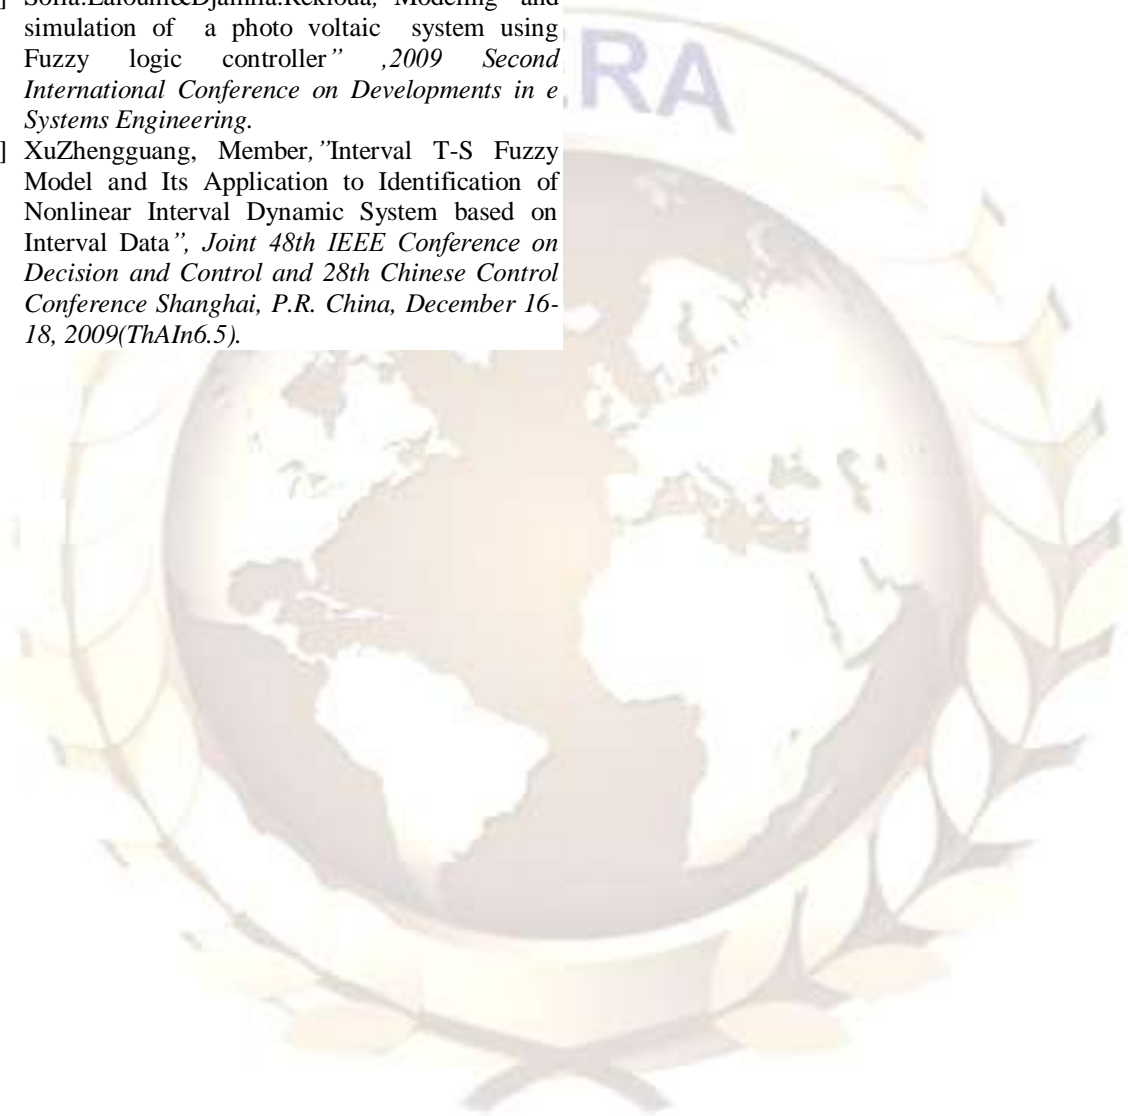 simulation of a photo voltaic system using
Fuzzy logic controller” ,2009 Second
International Conference on Developments in e
Systems Engineering.
] XuZhengguang, Member,”Interval T-S Fuzzy
Model and Its Application to Identification of
Nonlinear Interval Dynamic System based on
Interval Data”, Joint 48th IEEE Conference on
Decision and Control and 28th Chinese Control
Conference Shanghai, P.R. China, December 16-
18, 2009(ThAIn6.5).
RA